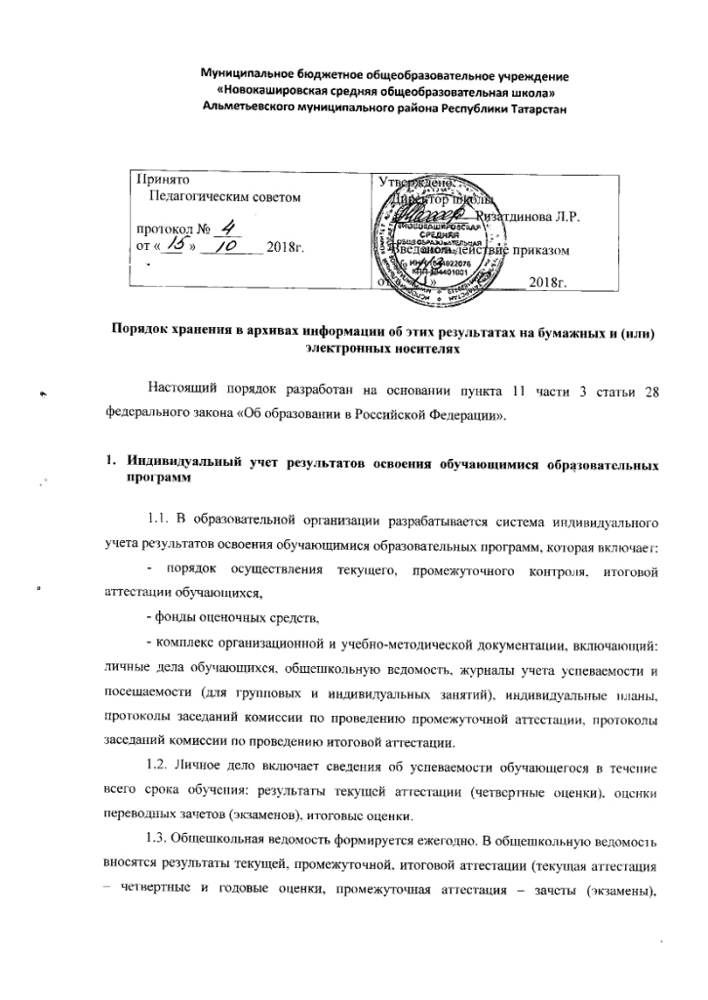 Муниципальное бюджетное общеобразовательное учреждение
«Новокашировская средняя общеобразовательная школа»
Альметьевского муниципального района Республики Татарстан
Принято
Педагогическим советом
протокол № 4
от « 15 » 10 2018г.
Утверждено:
Директор школы
Ризатдинова Л.Р.
Введено в действие приказом
№
от « » 2018г.
НОВОКАШИРОВСКАЯ
СРЕДНЯЯ
ОБЩЕОБРАЗОВАТЕЛЬНАЯ
ШКОЛА
Порядок хранения в архивах информации об этих результатах на бумажных и (или)
электронных носителях
Настоящий порядок разработан на основании пункта 11 части 3 статьи 28
федерального закона «Об образовании в Российской Федерации».
1. Индивидуальный учет результатов освоения обучающимися образовательных
программ
1.1. В образовательной организации разрабатывается система индивидуального
учета результатов освоения обучающимися образовательных программ, которая включает:
- порядок осуществления текущего, промежуточного контроля, итоговой
аттестации обучающихся,
- фонды оценочных средств,
- комплекс организационной и учебно-методической документации, включающий:
личные дела обучающихся, общешкольную ведомость, журналы учета успеваемости и
посещаемости (для групповых и индивидуальных занятий), индивидуальные планы,
протоколы заседаний комиссии по проведению промежуточной аттестации, протоколы
заседаний комиссии по проведению итоговой аттестации.
1.2. Личное дело включает сведения об успеваемости обучающегося в течение
всего срока обучения: результаты текущей аттестации (четвертные оценки), оценки
переводных зачетов (экзаменов), итоговые оценки.
1.3. Общешкольная ведомость формируется ежегодно. В общешкольную ведомость
вносятся результаты текущей, промежуточной, итоговой аттестации (текущая аттестация
– четвертные и годовые оценки, промежуточная аттестация – зачеты (экзамены),